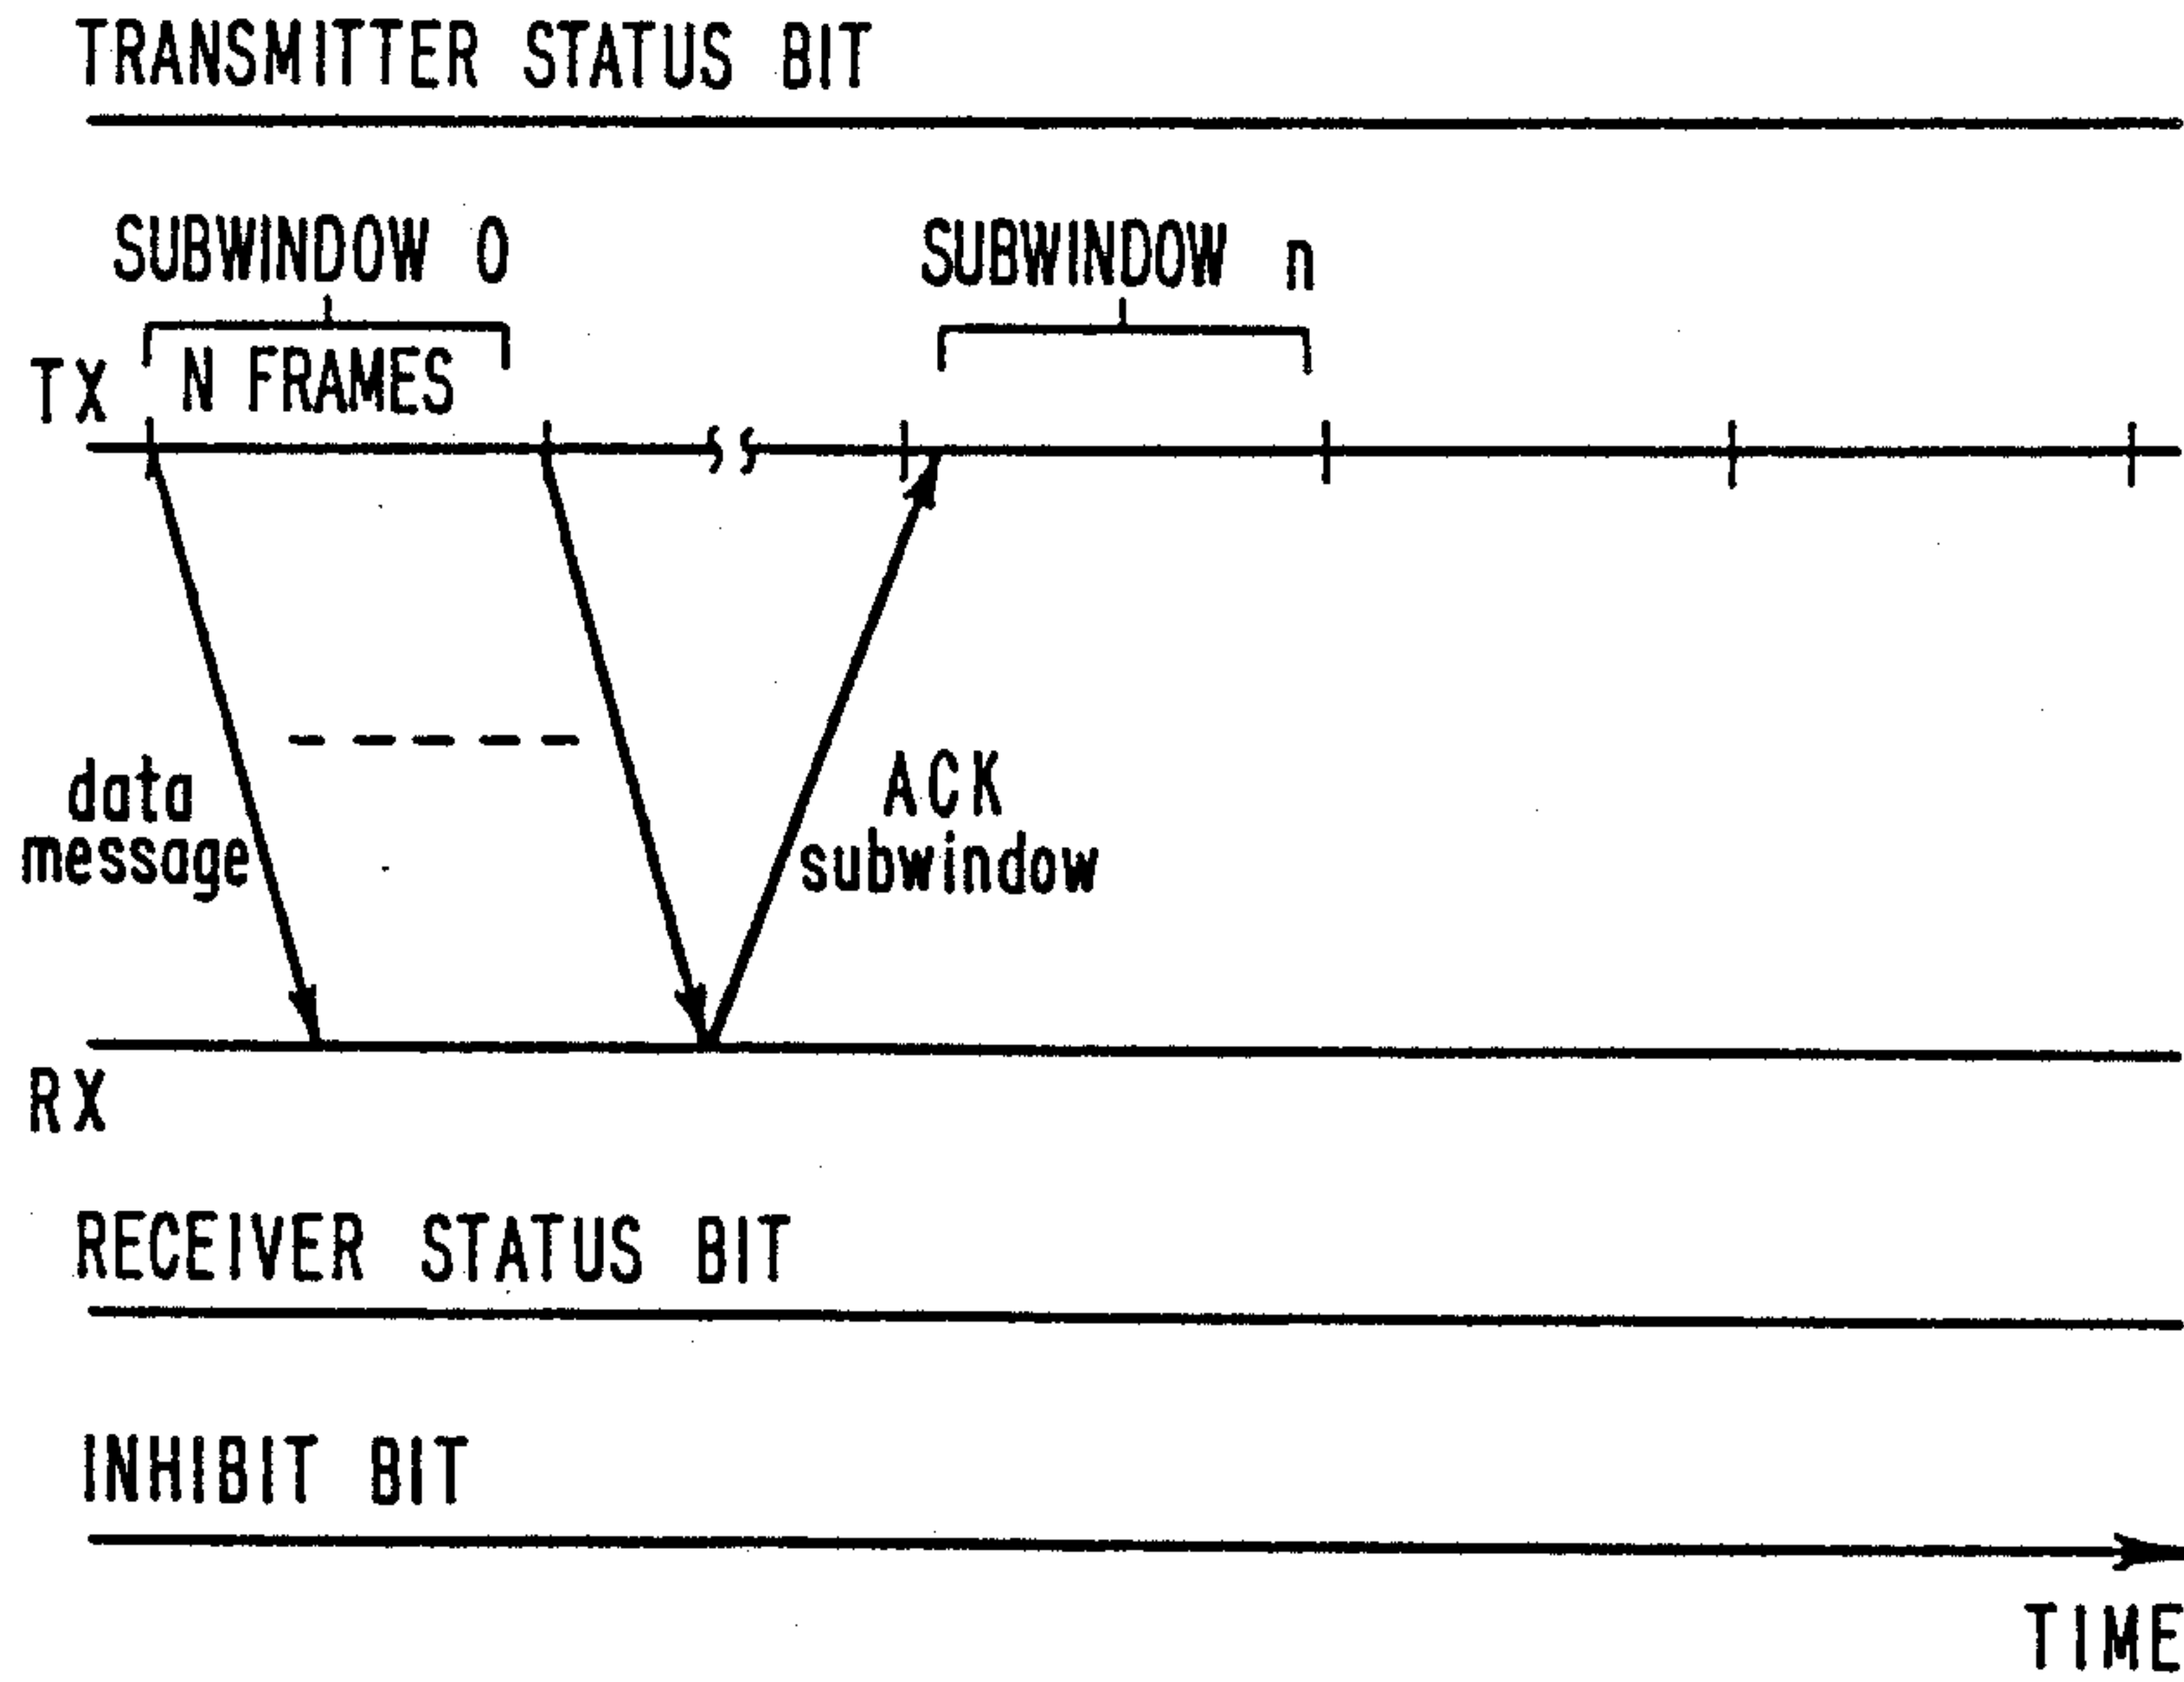 TRANSMITTER STATUS BIT
SUBWINDOW 0
SUBWINDOW n
TX
N FRAMES
data
message
ACK
subwindow
RX
RECEIVER STATUS BIT
INHIBIT BIT
TIME